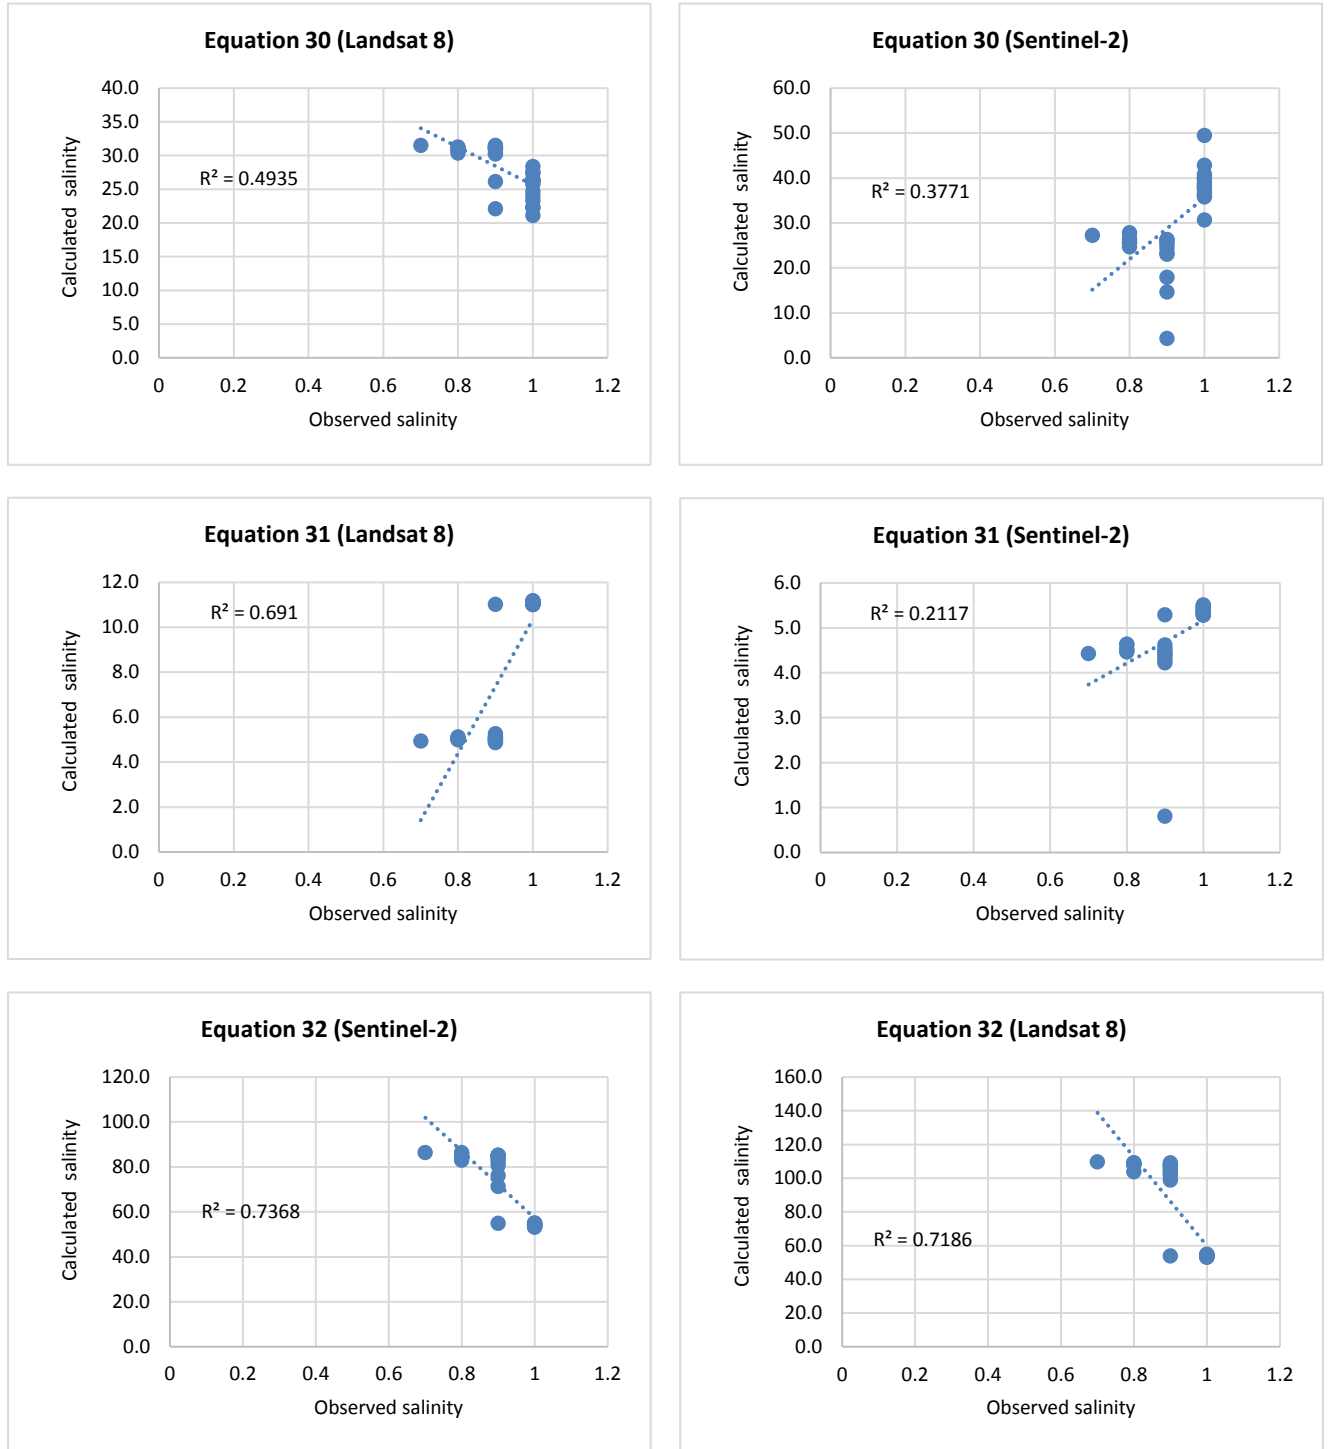 Equation 30 (Landsat 8)
40.0
35.0
30.0
25.0
20.0
15.0
10.0
5.0
0.0
Calculated salinity
R² = 0.4935
0 0.2 0.4 0.6 0.8 1 1.2
Observed salinity
Equation 30 (Sentinel-2)
60.0
50.0
40.0
30.0
20.0
10.0
0.0
Calculated salinity
R² = 0.3771
0 0.2 0.4 0.6 0.8 1 1.2
Observed salinity
Equation 31 (Landsat 8)
12.0
10.0
8.0
6.0
4.0
2.0
0.0
Calculated salinity
R² = 0.691
0 0.2 0.4 0.6 0.8 1 1.2
Observed salinity
Equation 31 (Sentinel-2)
6.0
5.0
4.0
3.0
2.0
1.0
0.0
Calculated salinity
R² = 0.2117
0 0.2 0.4 0.6 0.8 1 1.2
Observed salinity
Equation 32 (Sentinel-2)
120.0
100.0
80.0
60.0
40.0
20.0
0.0
Calculated salinity
R² = 0.7368
0 0.2 0.4 0.6 0.8 1 1.2
Observed salinity
Equation 32 (Landsat 8)
160.0
140.0
120.0
100.0
80.0
60.0
40.0
20.0
0.0
Calculated salinity
R² = 0.7186
0 0.2 0.4 0.6 0.8 1 1.2
Observed salinity